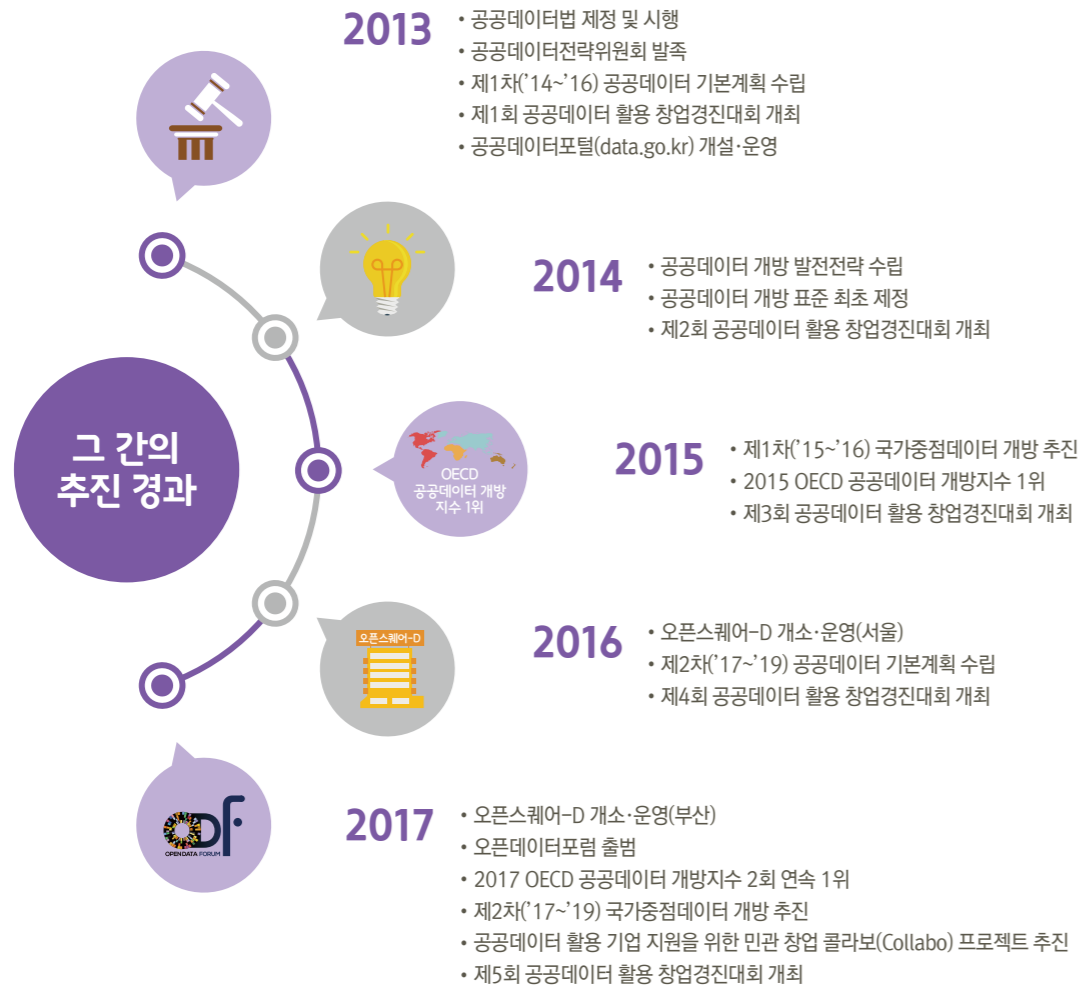 2013
• 공공데이터법 제정 및 시행
• 공공데이터전략위원회 발족
• 제1차('14~'16) 공공데이터 기본계획 수립
• 제1회 공공데이터 활용 창업경진대회 개최
• 공공데이터포털(data.go.kr) 개설·운영
2014
• 공공데이터 개방 발전전략 수립
• 공공데이터 개방 표준 최초 제정
• 제2회 공공데이터 활용 창업경진대회 개최
그 간의
추진 경과
OECD
공공데이터 개방
지수 1위
2015
• 제1차('15~'16) 국가중점데이터 개방 추진
• 2015 OECD 공공데이터 개방지수 1위
• 제3회 공공데이터 활용 창업경진대회 개최
오픈스퀘어-D
2016
• 오픈스퀘어-D 개소·운영(서울)
• 제2차('17~'19) 공공데이터 기본계획 수립
• 제4회 공공데이터 활용 창업경진대회 개최
ODF
OPEN DATA FORUM
2017
• 오픈스퀘어-D 개소·운영(부산)
• 오픈데이터포럼 출범
• 2017 OECD 공공데이터 개방지수 2회 연속 1위
• 제2차('17~'19) 국가중점데이터 개방 추진
• 공공데이터 활용 기업 지원을 위한 민관 창업 콜라보(Collabo) 프로젝트 추진
• 제5회 공공데이터 활용 창업경진대회 개최